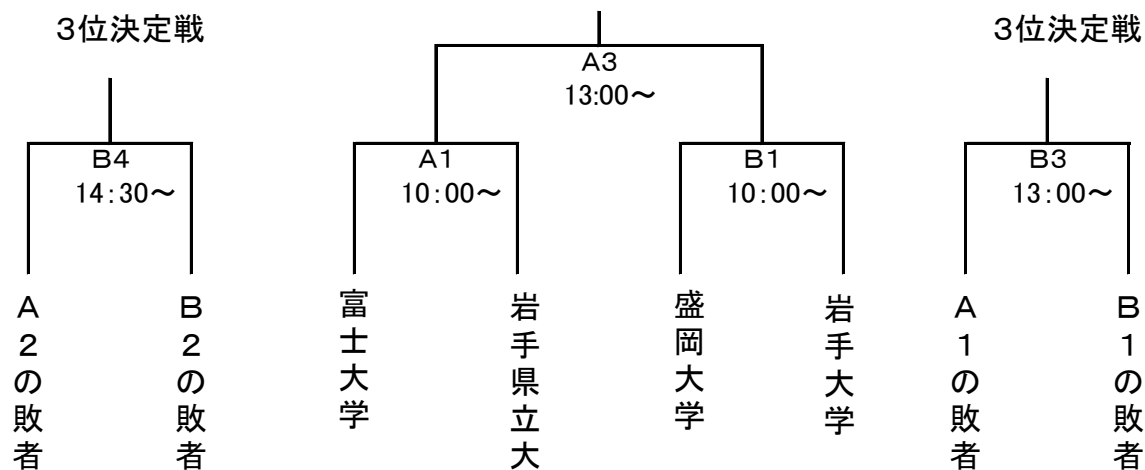 ３位決定戦
３位決定戦
Ａ３
13:00～
Ｂ４
14：30～
Ａ１
10：00～
Ｂ１
10：00～
Ｂ３
13：00～
Ａ２の敗者
Ｂ２の敗者
富士大学
岩手県立大
盛岡大学
岩手大学
Ａ１の敗者
Ｂ１の敗者